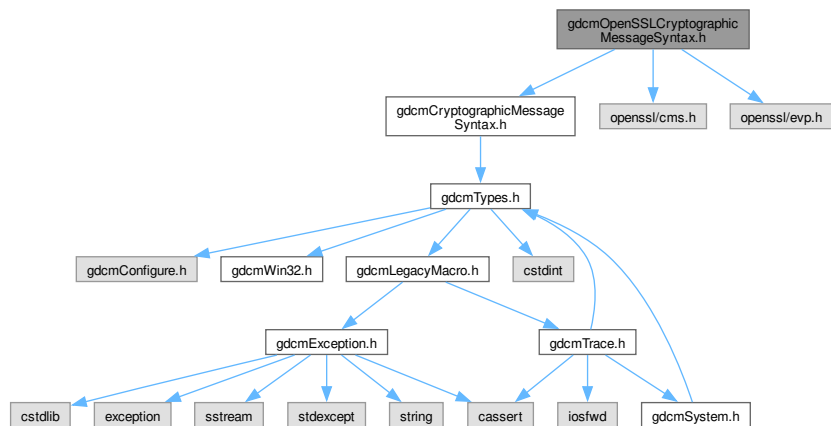 gdcmOpenSSLCryptographic
MessageSyntax.h
gdcmCryptographicMessage
Syntax.h
openssl/cms.h
openssl/evp.h
gdcmTypes.h
gdcmConfigure.h
gdcmWin32.h
gdcmLegacyMacro.h
cstdint
gdcmException.h
gdcmTrace.h
cstdlib
exception
sstream
stdexcept
string
cassert
iosfwd
gdcmSystem.h